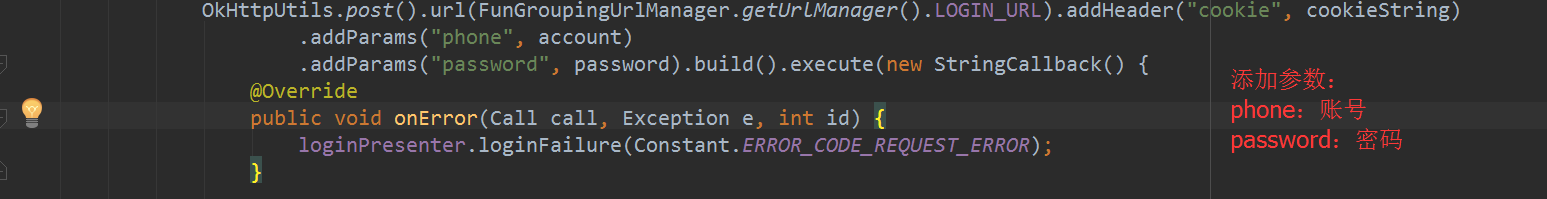 OkHttpUtils.post().url(FunGroupingUrlManager.getUrlManager().LOGIN_URL).addHeader("cookie", cookieString)
.addParams("phone", account)
.addParams("password", password).build().execute(new StringCallback() {
@Override
public void onError(Call call, Exception e, int id) {
loginPresenter.loginFailure(Constant.ERROR_CODE_REQUEST_ERROR);
}
添加参数：
phone：账号
password：密码